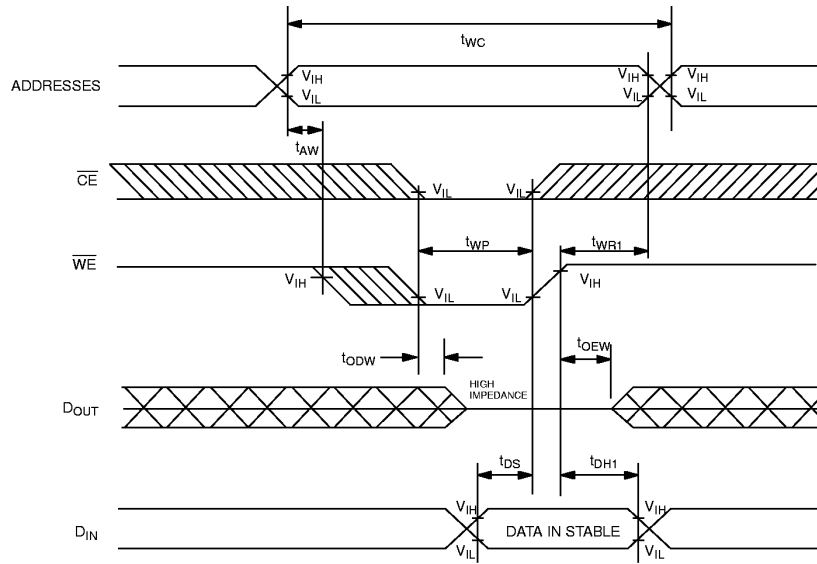 tWC
ADDRESSES
VIH
VIL
VIH
VIL
VIH
VIL
tAW
CE
VIL
VIL
tWP
tWR1
WE
VIH
VIL
VIL
VIH
tODW
tOEW
DOUT
HIGH
IMPEDANCE
tDS
tDH1
DIN
VIH
VIL
DATA IN STABLE
VIH
VIL